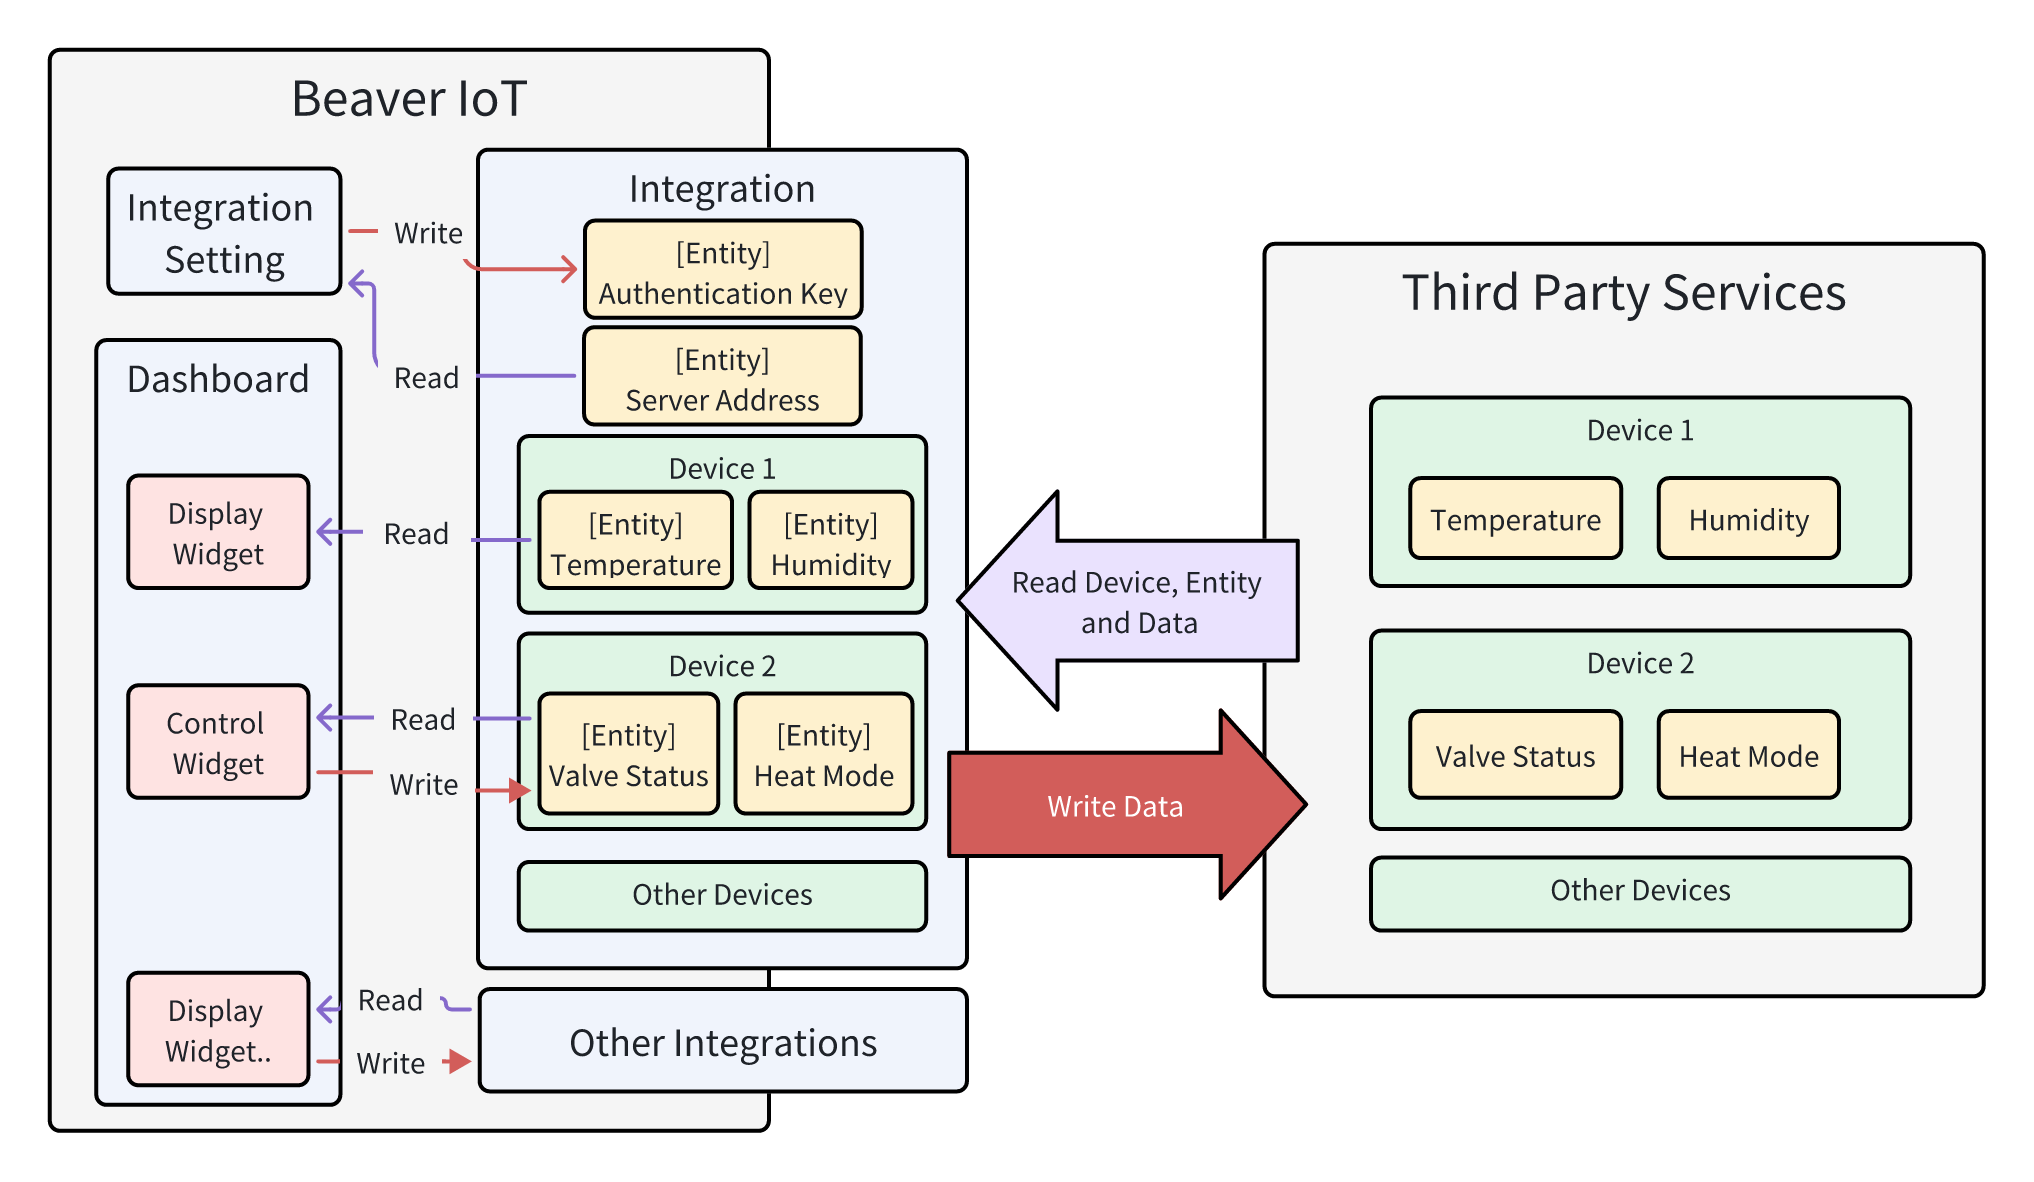 Beaver IoT
Integration
Setting
Write
Read
Dashboard
Display
Widget
Read
Control
Widget
Read
Write
Display
Widget..
Read
Write
Integration
[Entity]
Authentication Key
[Entity]
Server Address
Device 1
[Entity]
Temperature
[Entity]
Humidity
Device 2
[Entity]
Valve Status
[Entity]
Heat Mode
Other Devices
Other Integrations
Read Device, Entity
and Data
Write Data
Third Party Services
Device 1
Temperature
Humidity
Device 2
Valve Status
Heat Mode
Other Devices